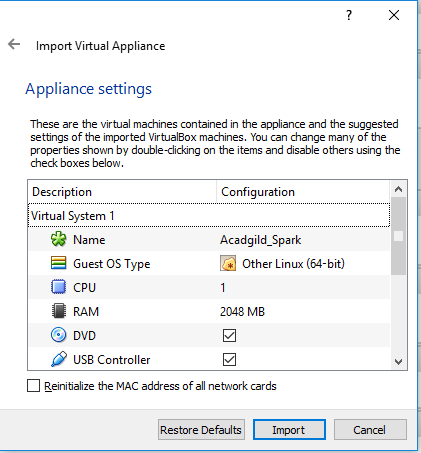 ?
Import Virtual Appliance
Appliance settings
These are the virtual machines contained in the appliance and the suggested
settings of the imported VirtualBox machines. You can change many of the
properties shown by double-clicking on the items and disable others using the
check boxes below.
Description Configuration
Virtual System 1
Name Acadgild_Spark
Guest OS Type Other Linux (64-bit)
CPU 1
RAM 2048 MB
DVD
USB Controller
Reinitialize the MAC address of all network cards
Restore Defaults Import Cancel